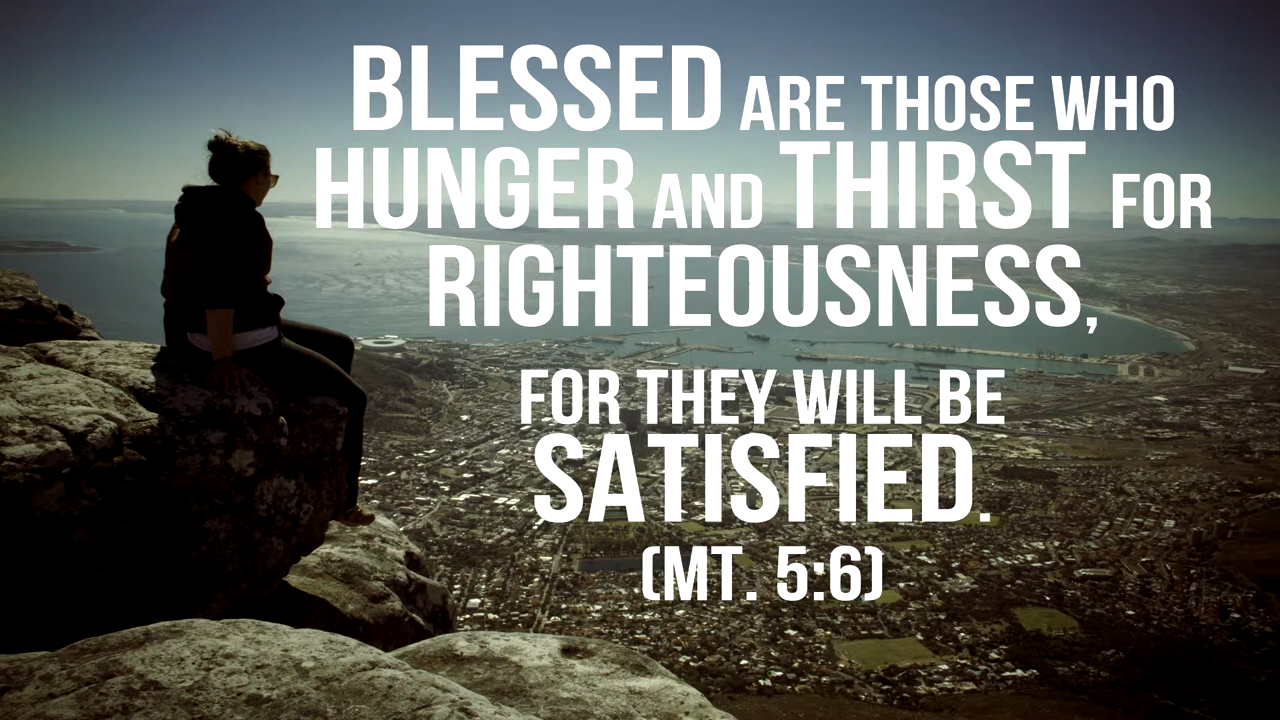 BLESSED ARE THOSE WHO
HUNGER AND THIRST FOR
RIGHTEOUSNESS,
FOR THEY WILL BE
SATISFIED.
(MT. 5:6)